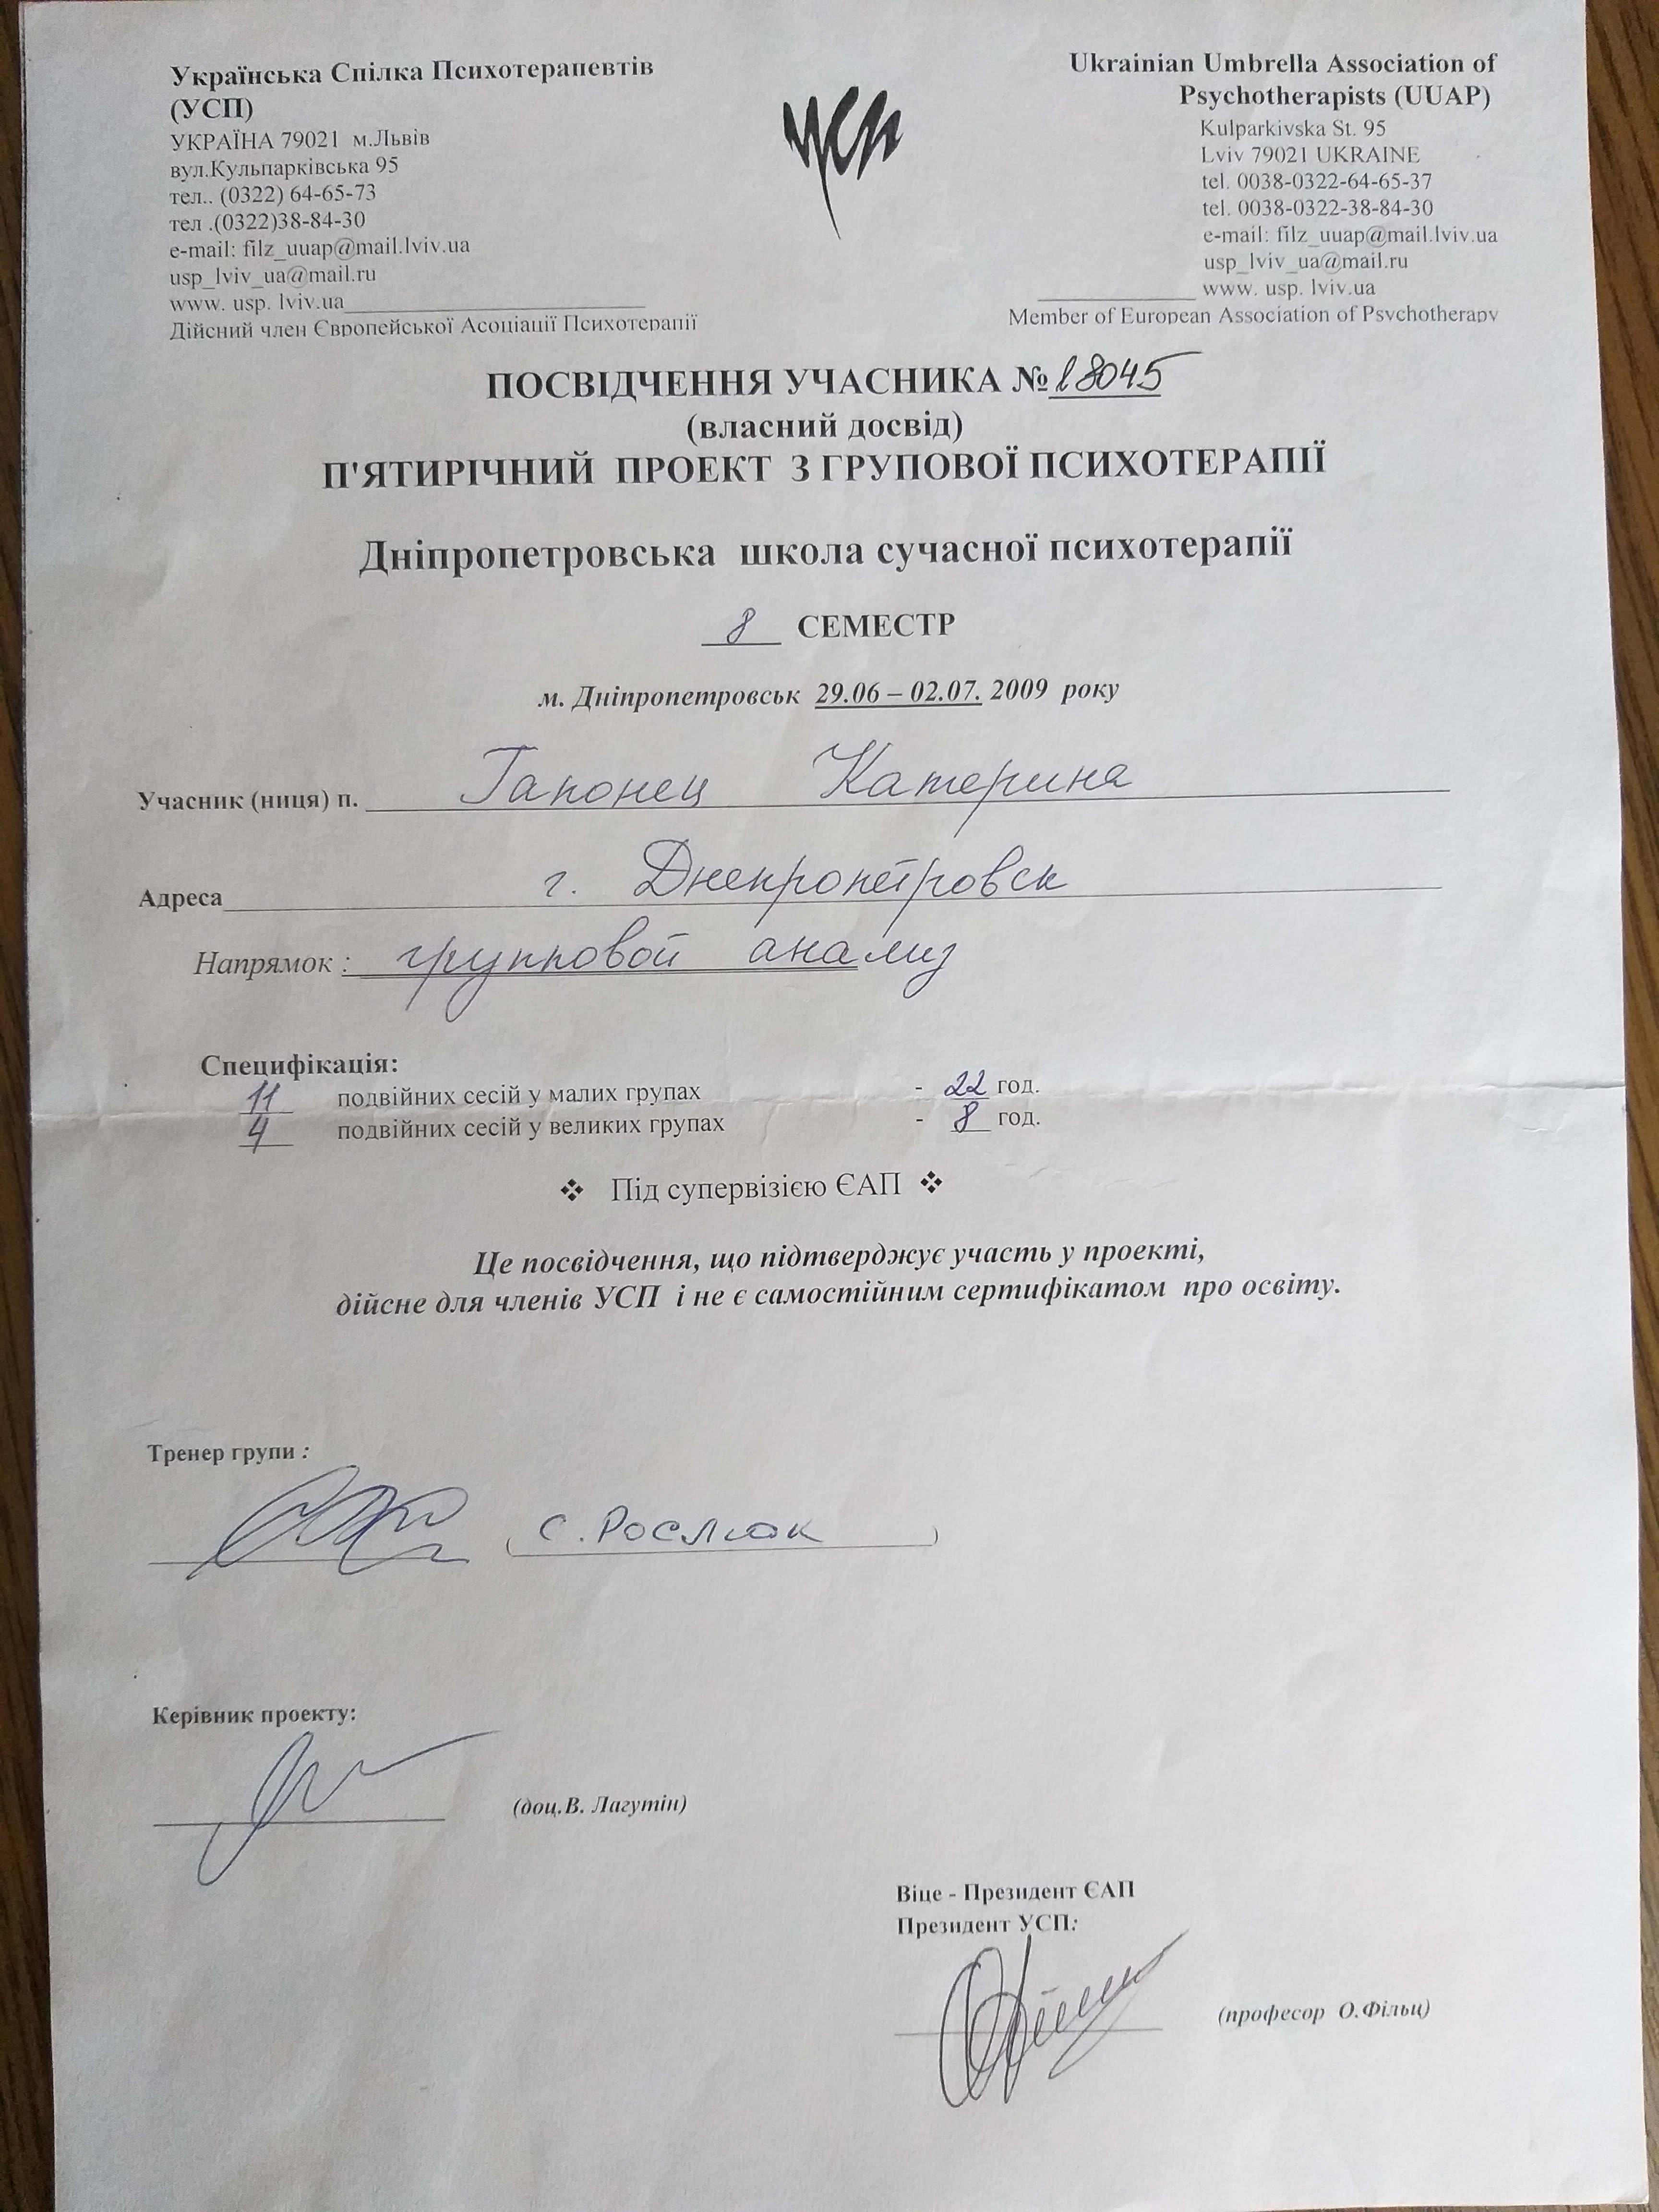 Українська Спілка Психотерапевтів
(УСП)
УКРАЇНА 79021 м.Львів
вул.Кульпарківська 95
тел.. (0322) 64-65-73
тел .(0322)38-84-30
e-mail: filz_uuap@mail.lviv.ua
usp_lviv_ua@mail.ru
www. usp. lviv.ua
Дійсний член Європейської Асоціації Психотерапії
усп
Ukrainian Umbrella Association of
Psychotherapists (UUAP)
Kulparkivska St. 95
Lviv 79021 UKRAINE
tel. 0038-0322-64-65-37
tel. 0038-0322-38-84-30
e-mail: filz_uuap@mail.lviv.ua
usp_lviv_ua@mail.ru
www. usp. lviv.ua
Member of European Association of Psychotherapy
ПОСВІДЧЕННЯ УЧАСНИКА № 18045
(власний досвід)
П'ЯТИРІЧНИЙ ПРОЕКТ З ГРУПОВОЇ ПСИХОТЕРАПІЇ
Дніпропетровська школа сучасної психотерапії
8 СЕМЕСТР
м. Дніпропетровськ 29.06 – 02.07. 2009 року
Учасник (ниця) п. Гапонец Катерина
Адреса г. Днепропетровск
Напрямок : групповой анализ
Специфікація:
11 подвійних сесій у малих групах - 22 год.
4 подвійних сесій у великих групах - 8 год.
❖ Під супервізією ЄАП ❖
Це посвідчення, що підтверджує участь у проекті,
дійсне для членів УСП і не є самостійним сертифікатом про освіту.
Тренер групи :
(С. Рослюк)
Керівник проекту:
(доц.В. Лагутін)
Віце - Президент ЄАП
Президент УСП:
(професор О.Фільц)